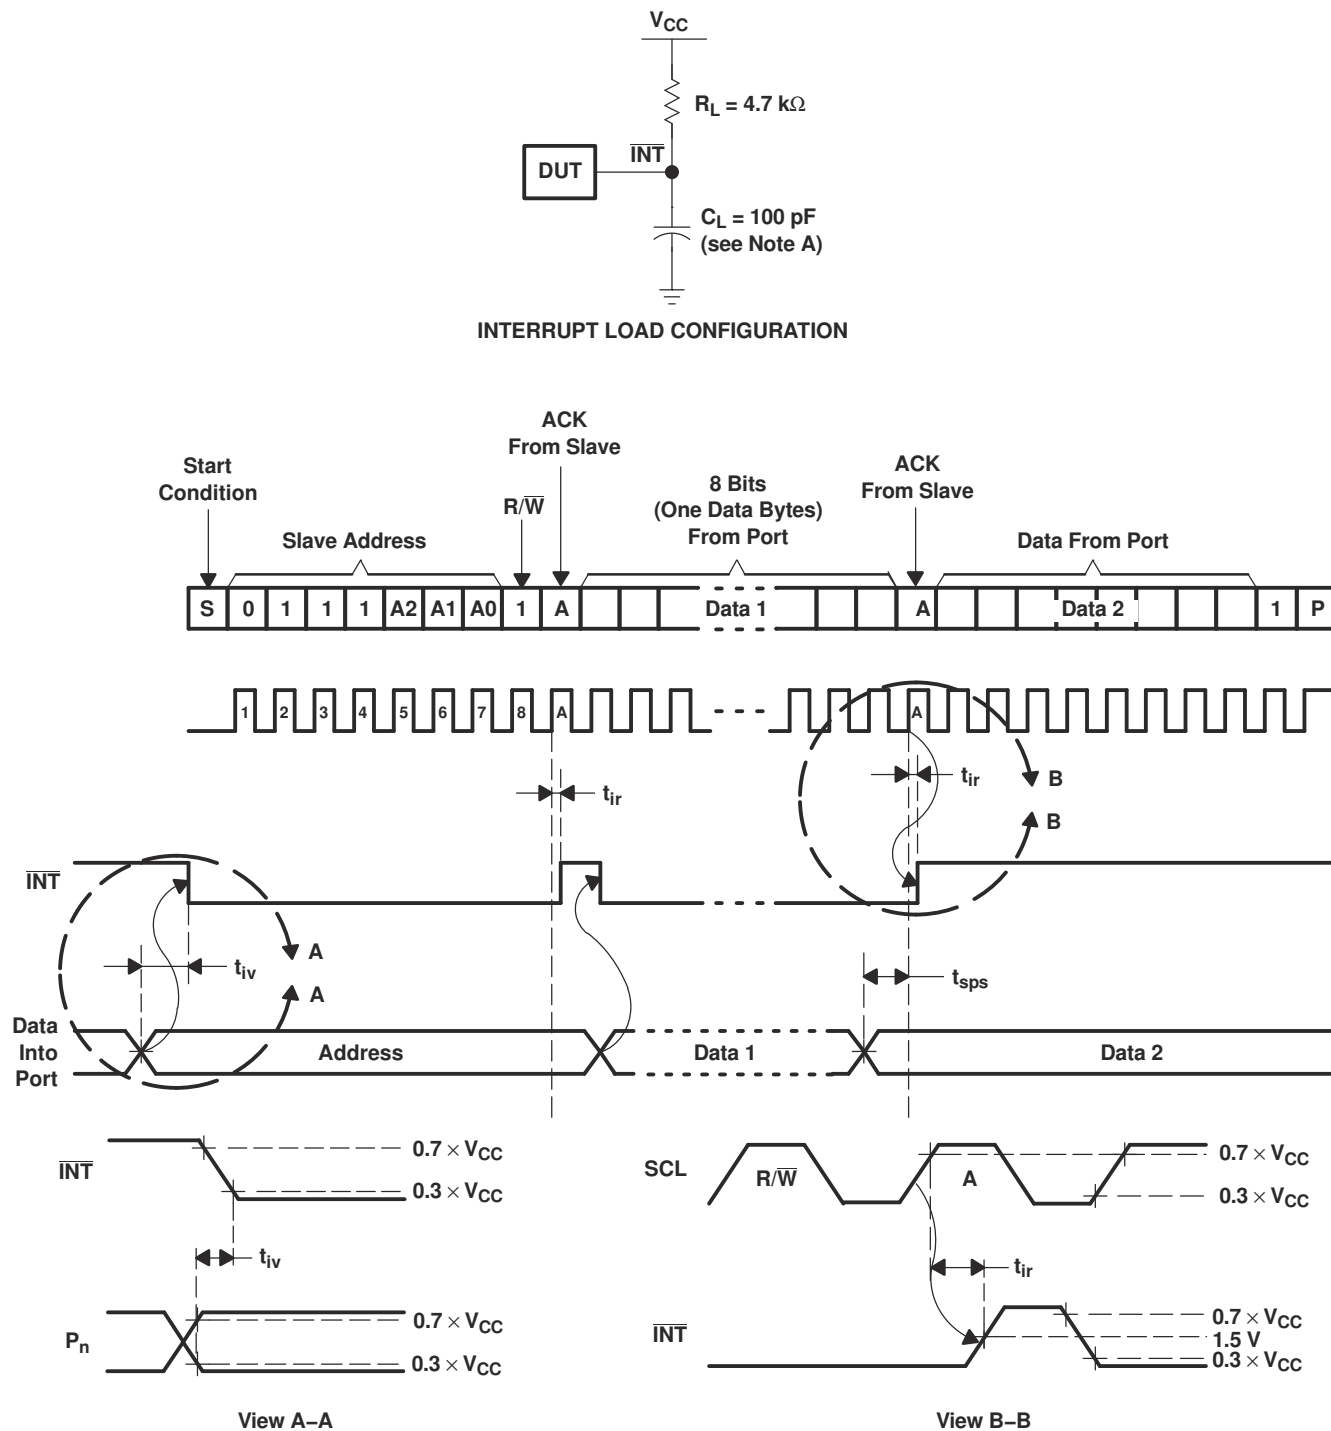 VCC
RL = 4.7 kΩ
INT
DUT
CL = 100 pF
(see Note A)
INTERRUPT LOAD CONFIGURATION
ACK
From Slave
Start
Condition
R/W
8 Bits
(One Data Bytes)
From Port
ACK
From Slave
Slave Address
Data From Port
S 0 1 1 1 A2 A1 A0 1 A Data 1 A Data 2 1 P
1 2 3 4 5 6 7 8 A A
tir
tir
B
B
INT
A
tiv
A
tsps
Data
Into
Port
Address
Data 1
Data 2
INT
0.7 × VCC
0.3 × VCC
tiv
Pn
0.7 × VCC
0.3 × VCC
View A–A
SCL
R/W
A
0.7 × VCC
0.3 × VCC
tir
INT
0.7 × VCC
1.5 V
0.3 × VCC
View B–B